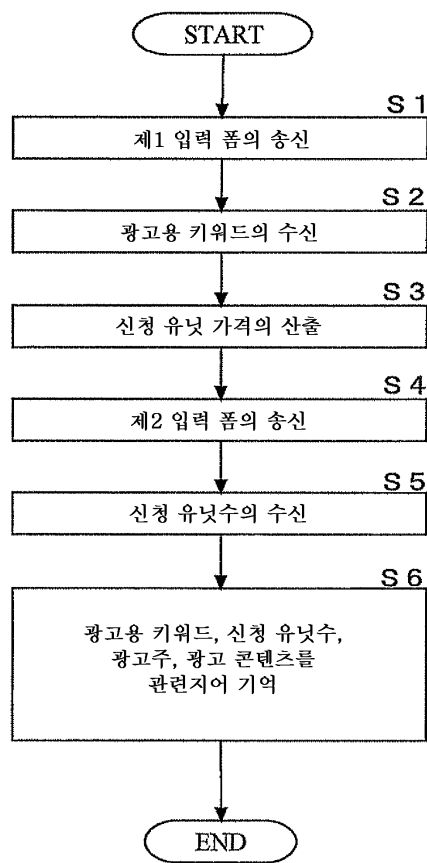 START
S 1
제1 입력 폼의 송신
S 2
광고용 키워드의 수신
S 3
신청 유닛 가격의 산출
S 4
제2 입력 폼의 송신
S 5
신청 유닛수의 수신
S 6
광고용 키워드, 신청 유닛수,
광고주, 광고 콘텐츠를
관련지어 기억
END